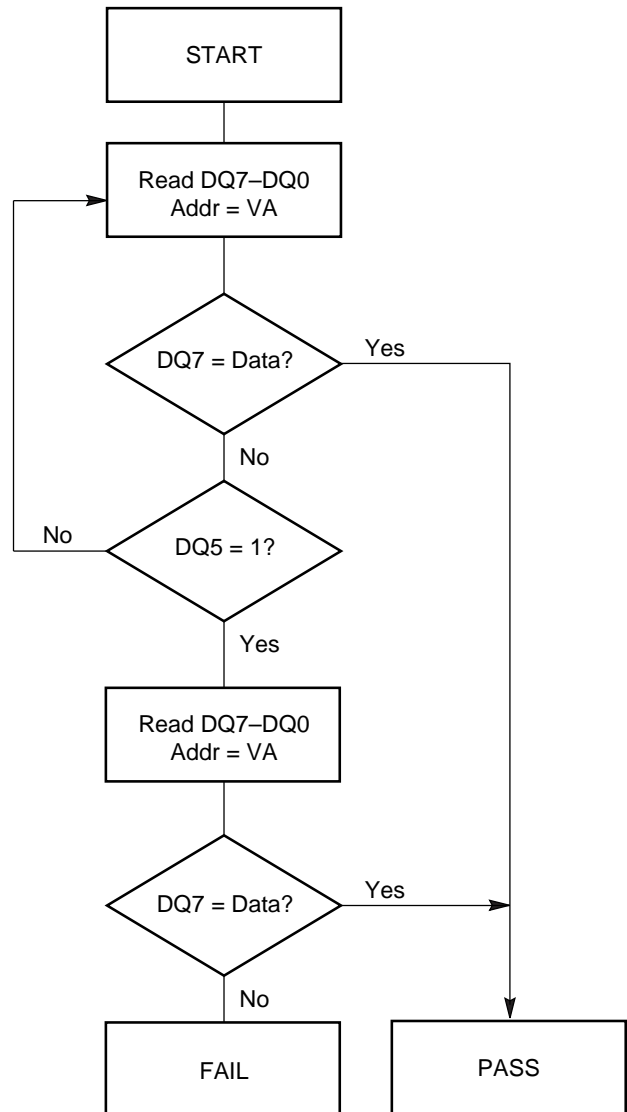 START
Read DQ7–DQ0
Addr = VA
DQ7 = Data?
Yes
No
No
DQ5 = 1?
Yes
Read DQ7–DQ0
Addr = VA
DQ7 = Data?
Yes
No
FAIL
PASS